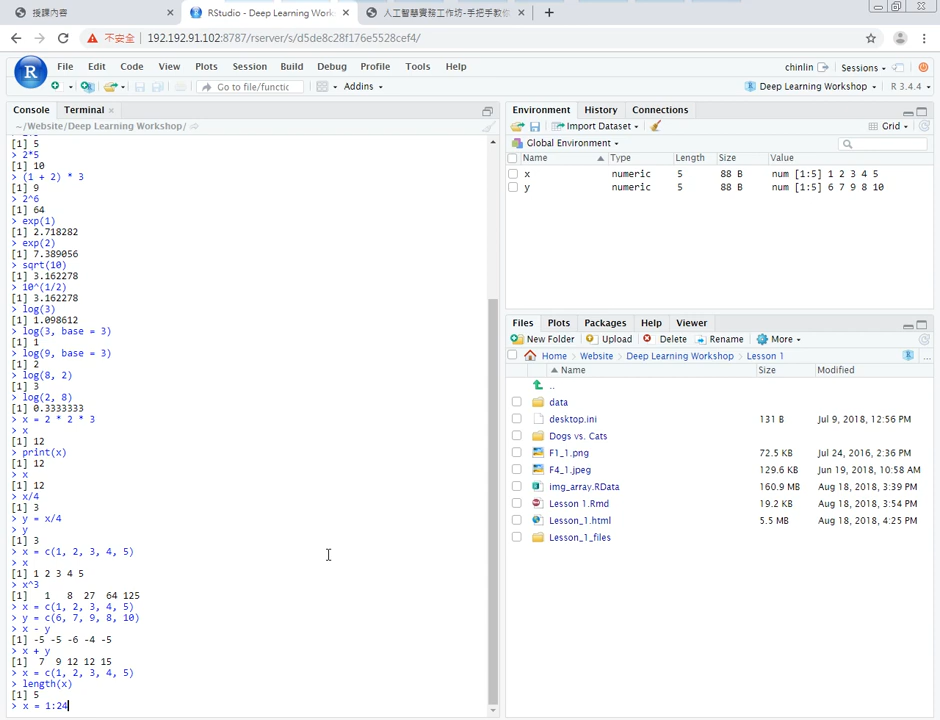 授課內容
RStudio - Deep Learning Works
人工智慧實務工作坊-手把手教你
不安全
192.192.91.102:8787/rserver/s/d5de8c28f176e5528cef4/
R
File Edit Code View Plots Session Build Debug Profile Tools Help
chinlin
Sessions
Go to file/functic
Addins
Deep Learning Workshop
R 3.4.4
Console
Terminal
~/Website/Deep Learning Workshop/
[1] 5
> 2*5
[1] 10
> (1 + 2) * 3
[1] 9
> 2^6
[1] 64
> exp(1)
[1] 2.718282
> exp(2)
[1] 7.389056
> sqrt(10)
[1] 3.162278
> 10^(1/2)
[1] 3.162278
> log(3)
[1] 1.098612
> log(3, base = 3)
[1] 1
> log(9, base = 3)
[1] 2
> log(8, 2)
[1] 3
> log(2, 8)
[1] 0.3333333
> x = 2 * 2 * 3
> x
[1] 12
> print(x)
[1] 12
> x
[1] 12
> x/4
[1] 3
> y = x/4
> y
[1] 3
> x = c(1, 2, 3, 4, 5)
> x
[1] 1 2 3 4 5
> x^3
[1] 1 8 27 64 125
> x = c(1, 2, 3, 4, 5)
> y = c(6, 7, 9, 8, 10)
> x - y
[1] -5 -5 -6 -4 -5
> x + y
[1] 7 9 12 12 15
> x = c(1, 2, 3, 4, 5)
> length(x)
[1] 5
> x = 1:24
Environment History Connections
Import Dataset
Grid
Global Environment
Name Type Length Size Value
x numeric 5 88 B num [1:5] 1 2 3 4 5
y numeric 5 88 B num [1:5] 6 7 9 8 10
Files Plots Packages Help Viewer
New Folder Upload Delete Rename More
Home Website Deep Learning Workshop Lesson 1
R
...
Name Size Modified
..
data
desktop.ini 131 B Jul 9, 2018, 12:56 PM
Dogs vs. Cats
F1_1.png 72.5 KB Jul 24, 2016, 2:36 PM
F4_1.jpeg 129.6 KB Jun 19, 2018, 10:58 AM
img_array.RData 160.9 MB Aug 18, 2018, 3:39 PM
Lesson 1.Rmd 19.2 KB Aug 18, 2018, 3:54 PM
Lesson_1.html 5.5 MB Aug 18, 2018, 4:25 PM
Lesson_1_files